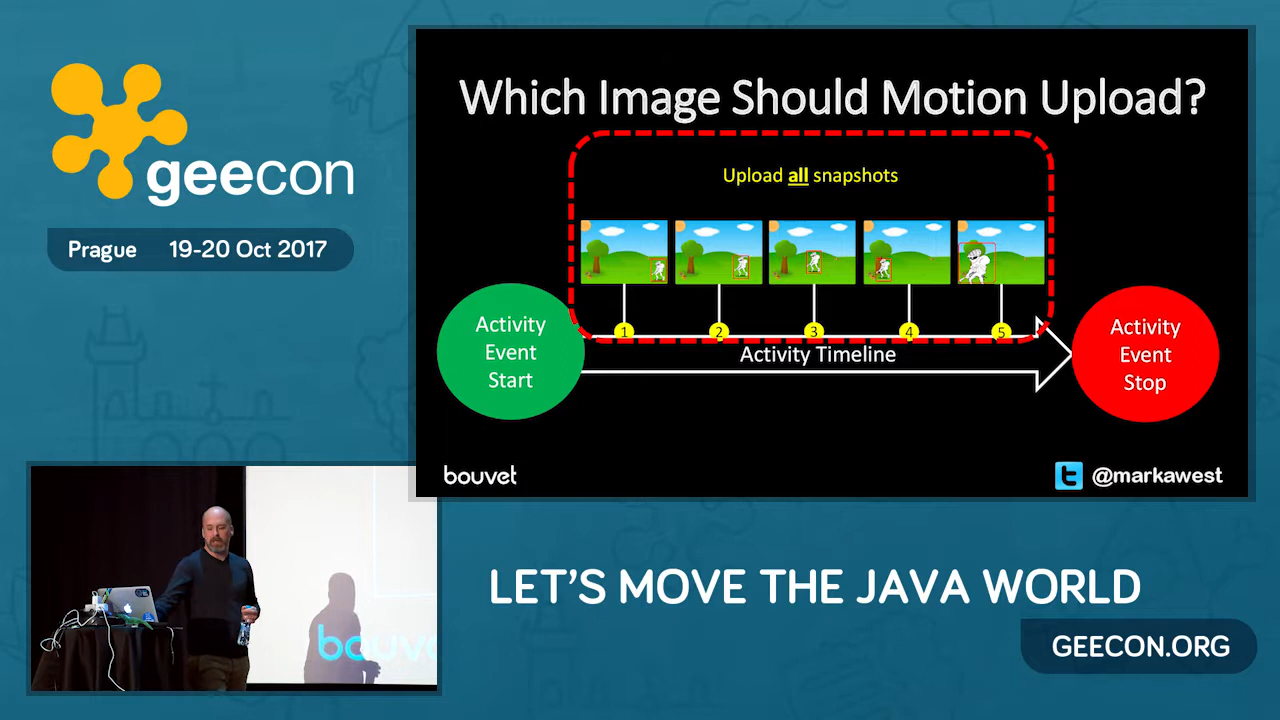 geecon
Prague 19-20 Oct 2017
Which Image Should Motion Upload?
Upload all snapshots
1 2 3 4 5
Activity Event Start
Activity Timeline
Activity Event Stop
bouvet
@markawest
bouve
LET'S MOVE THE JAVA WORLD
GEECON.ORG